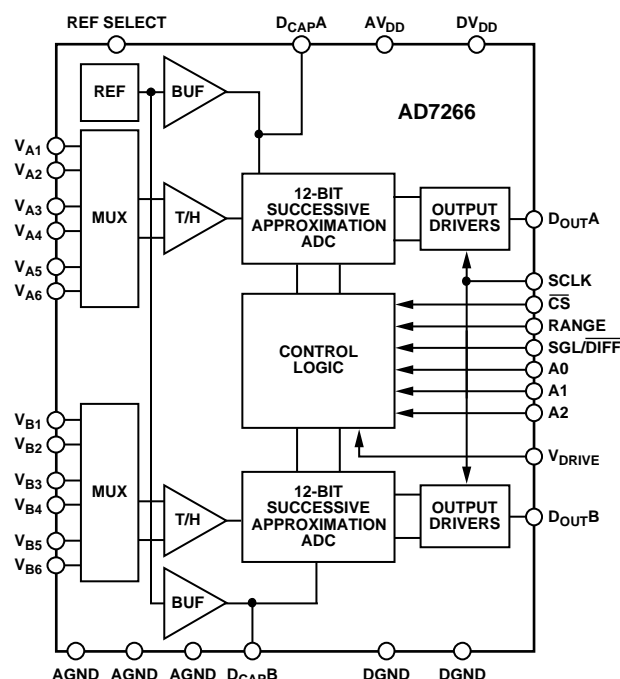 REF SELECT
DCAPA
AVDD
DVDD
REF
BUF
AD7266
VA1
VA2
VA3
VA4
VA5
VA6
MUX
T/H
12-BIT
SUCCESSIVE
APPROXIMATION
ADC
OUTPUT
DRIVERS
DOUTA
SCLK
CS
RANGE
SGL/DIFF
A0
A1
A2
VDRIVE
CONTROL
LOGIC
VB1
VB2
VB3
VB4
VB5
VB6
MUX
T/H
12-BIT
SUCCESSIVE
APPROXIMATION
ADC
OUTPUT
DRIVERS
DOUTB
BUF
AGND
AGND
AGND
DCAPB
DGND
DGND